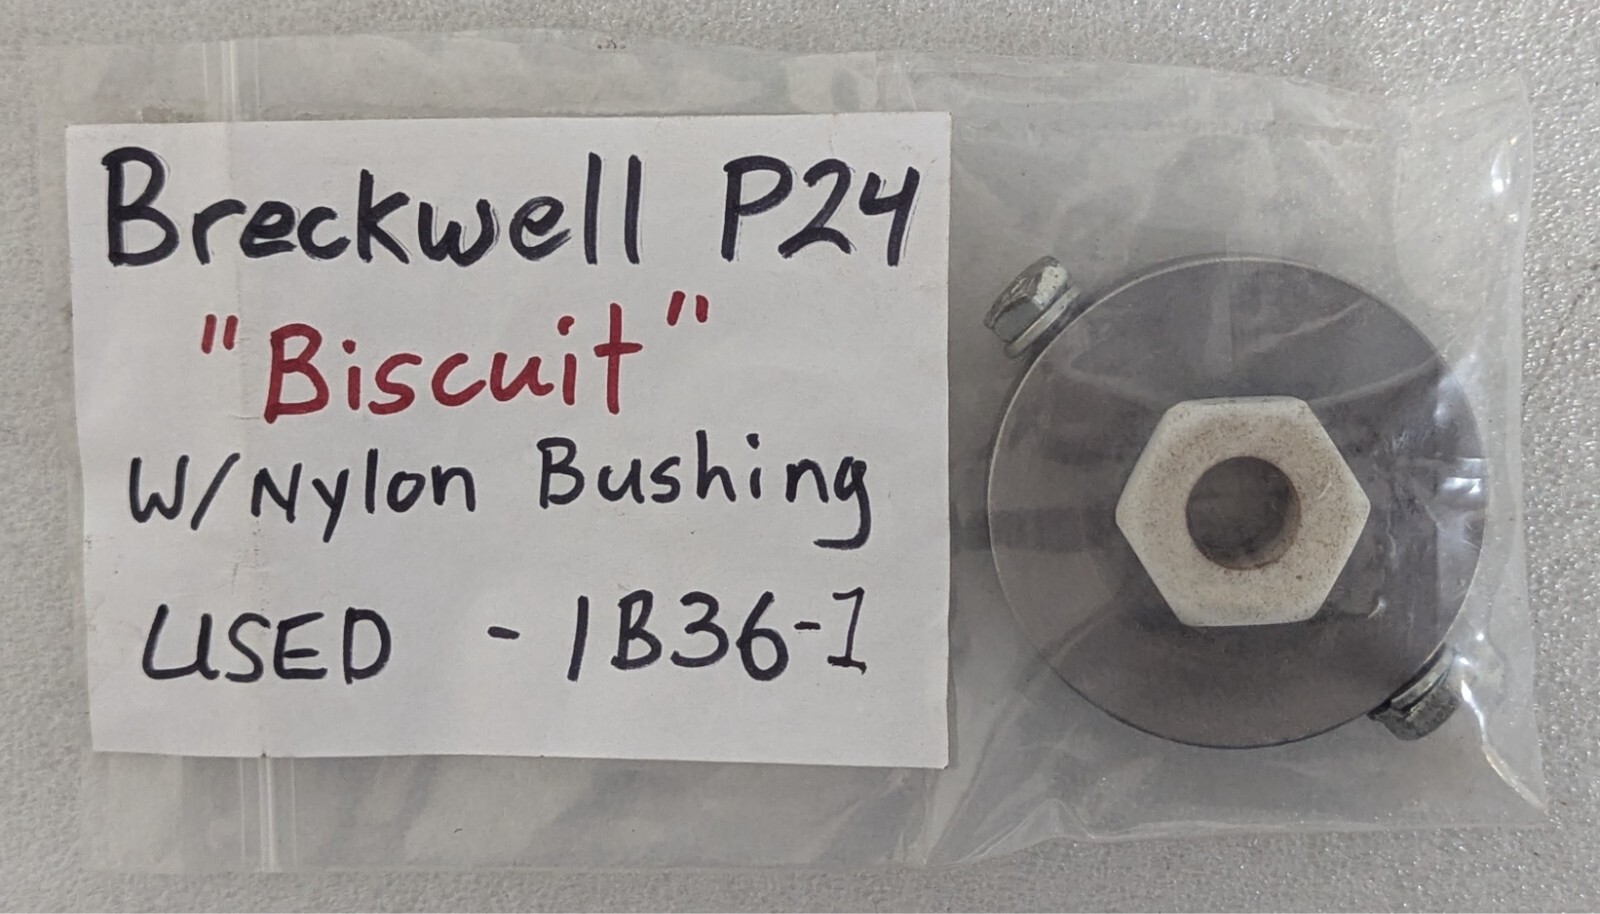 Breckwell P24
"Biscuit"
W/Nylon Bushing
USED - 1B36-1